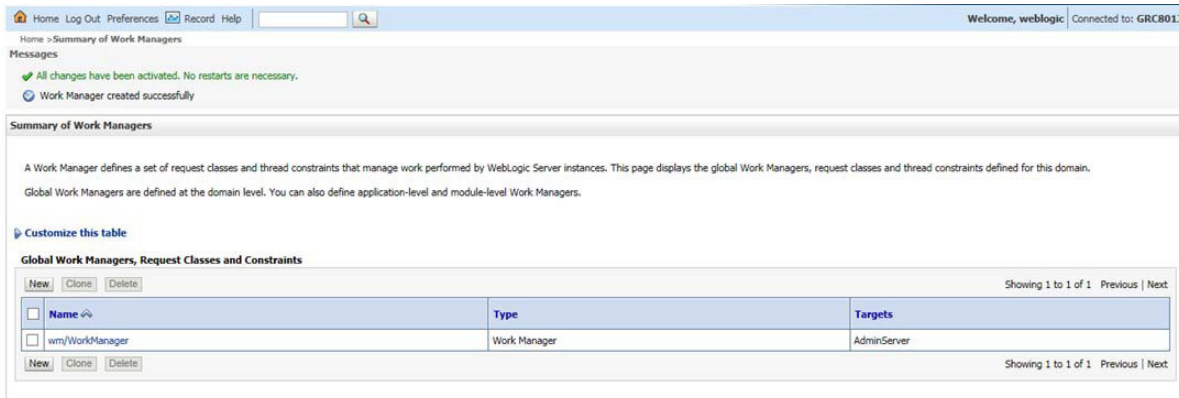 Home Log Out Preferences Record Help
Welcome, weblogic Connected to: GRC801
Home >Summary of Work Managers
Messages
All changes have been activated. No restarts are necessary.
Work Manager created successfully
Summary of Work Managers
A Work Manager defines a set of request classes and thread constraints that manage work performed by WebLogic Server instances. This page displays the global Work Managers, request classes and thread constraints defined for this domain.
Global Work Managers are defined at the domain level. You can also define application-level and module-level Work Managers.
Customize this table
Global Work Managers, Request Classes and Constraints
New Clone Delete Showing 1 to 1 of 1 Previous | Next
Name Type Targets
wm/WorkManager Work Manager AdminServer
New Clone Delete Showing 1 to 1 of 1 Previous | Next